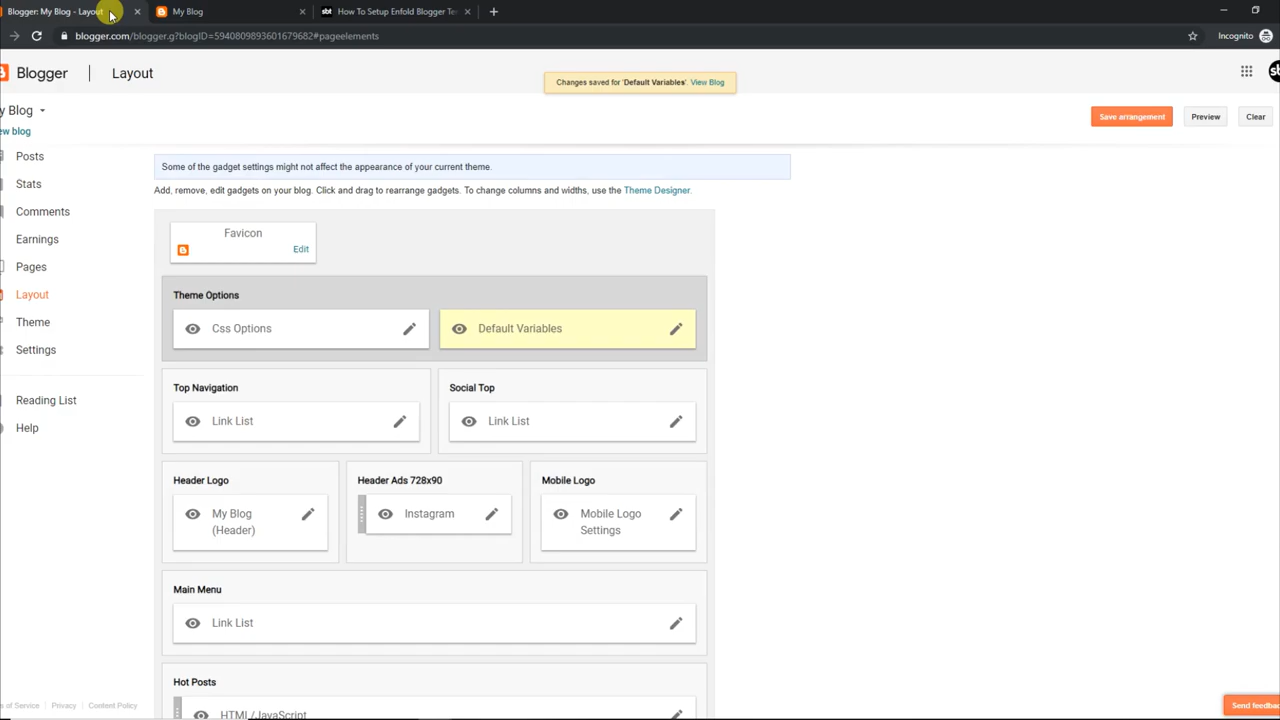 Blogger: My Blog - Layout
My Blog
How To Setup Enfold Blogger Te
blogger.com/blogger.g?blogID=5940809893601679682#pageelements
Incognito
Blogger
Layout
Changes saved for 'Default Variables'. View Blog
y Blog
ew blog
Save arrangement
Preview
Clear
Posts
Stats
Comments
Earnings
Pages
Layout
Theme
Settings
Reading List
Help
Some of the gadget settings might not affect the appearance of your current theme.
Add, remove, edit gadgets on your blog. Click and drag to rearrange gadgets. To change columns and widths, use the Theme Designer.
Favicon
Edit
Theme Options
Css Options
Default Variables
Top Navigation
Social Top
Link List
Link List
Header Logo
Header Ads 728x90
Mobile Logo
My Blog
(Header)
Instagram
Mobile Logo
Settings
Main Menu
Link List
Hot Posts
HTML/JavaScript
s of Service
Privacy
Content Policy
Send feedbac